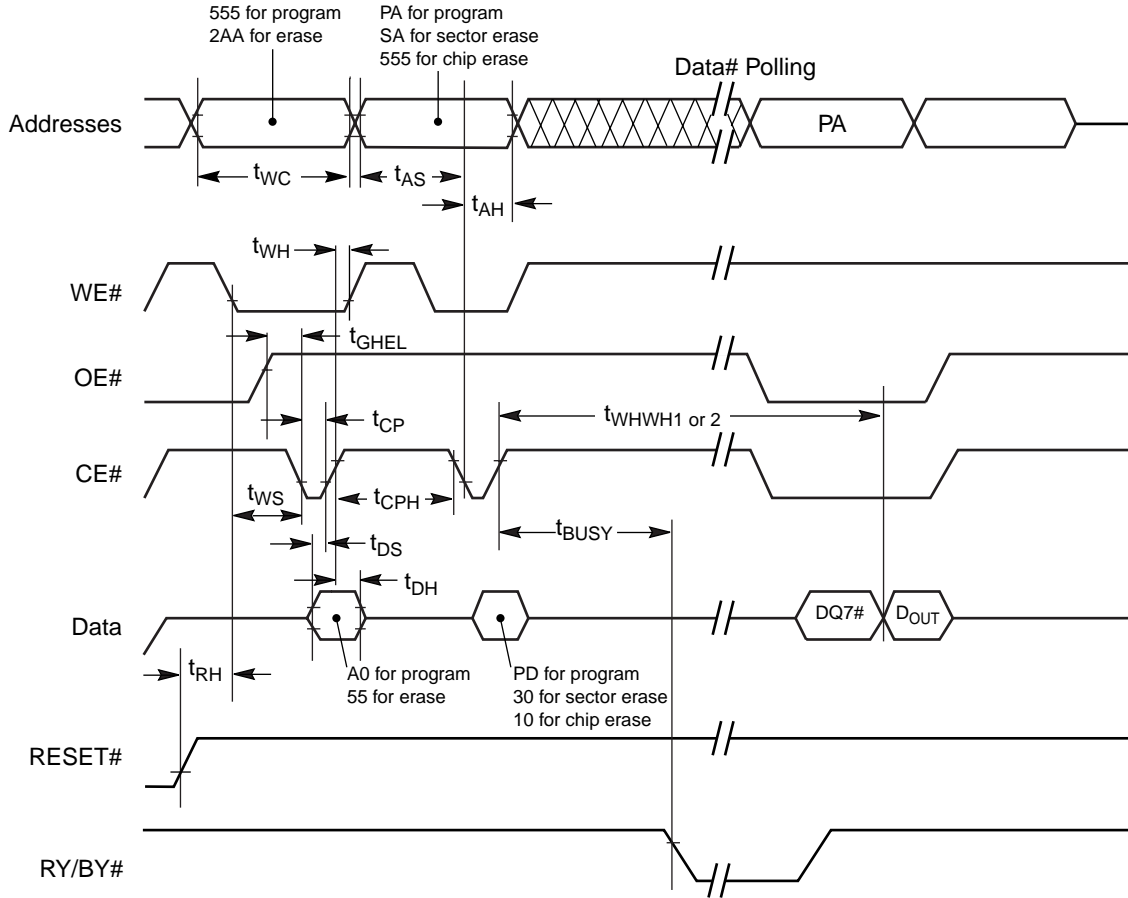 555 for program
2AA for erase
PA for program
SA for sector erase
555 for chip erase
Data# Polling
Addresses
PA
tWC
tAS
tAH
tWH
WE#
tGHEL
OE#
tCP
tWHWH1 or 2
CE#
tWS
tCPH
tBUSY
tDS
tDH
Data
DQ7#
DOUT
tRH
A0 for program
55 for erase
PD for program
30 for sector erase
10 for chip erase
RESET#
RY/BY#